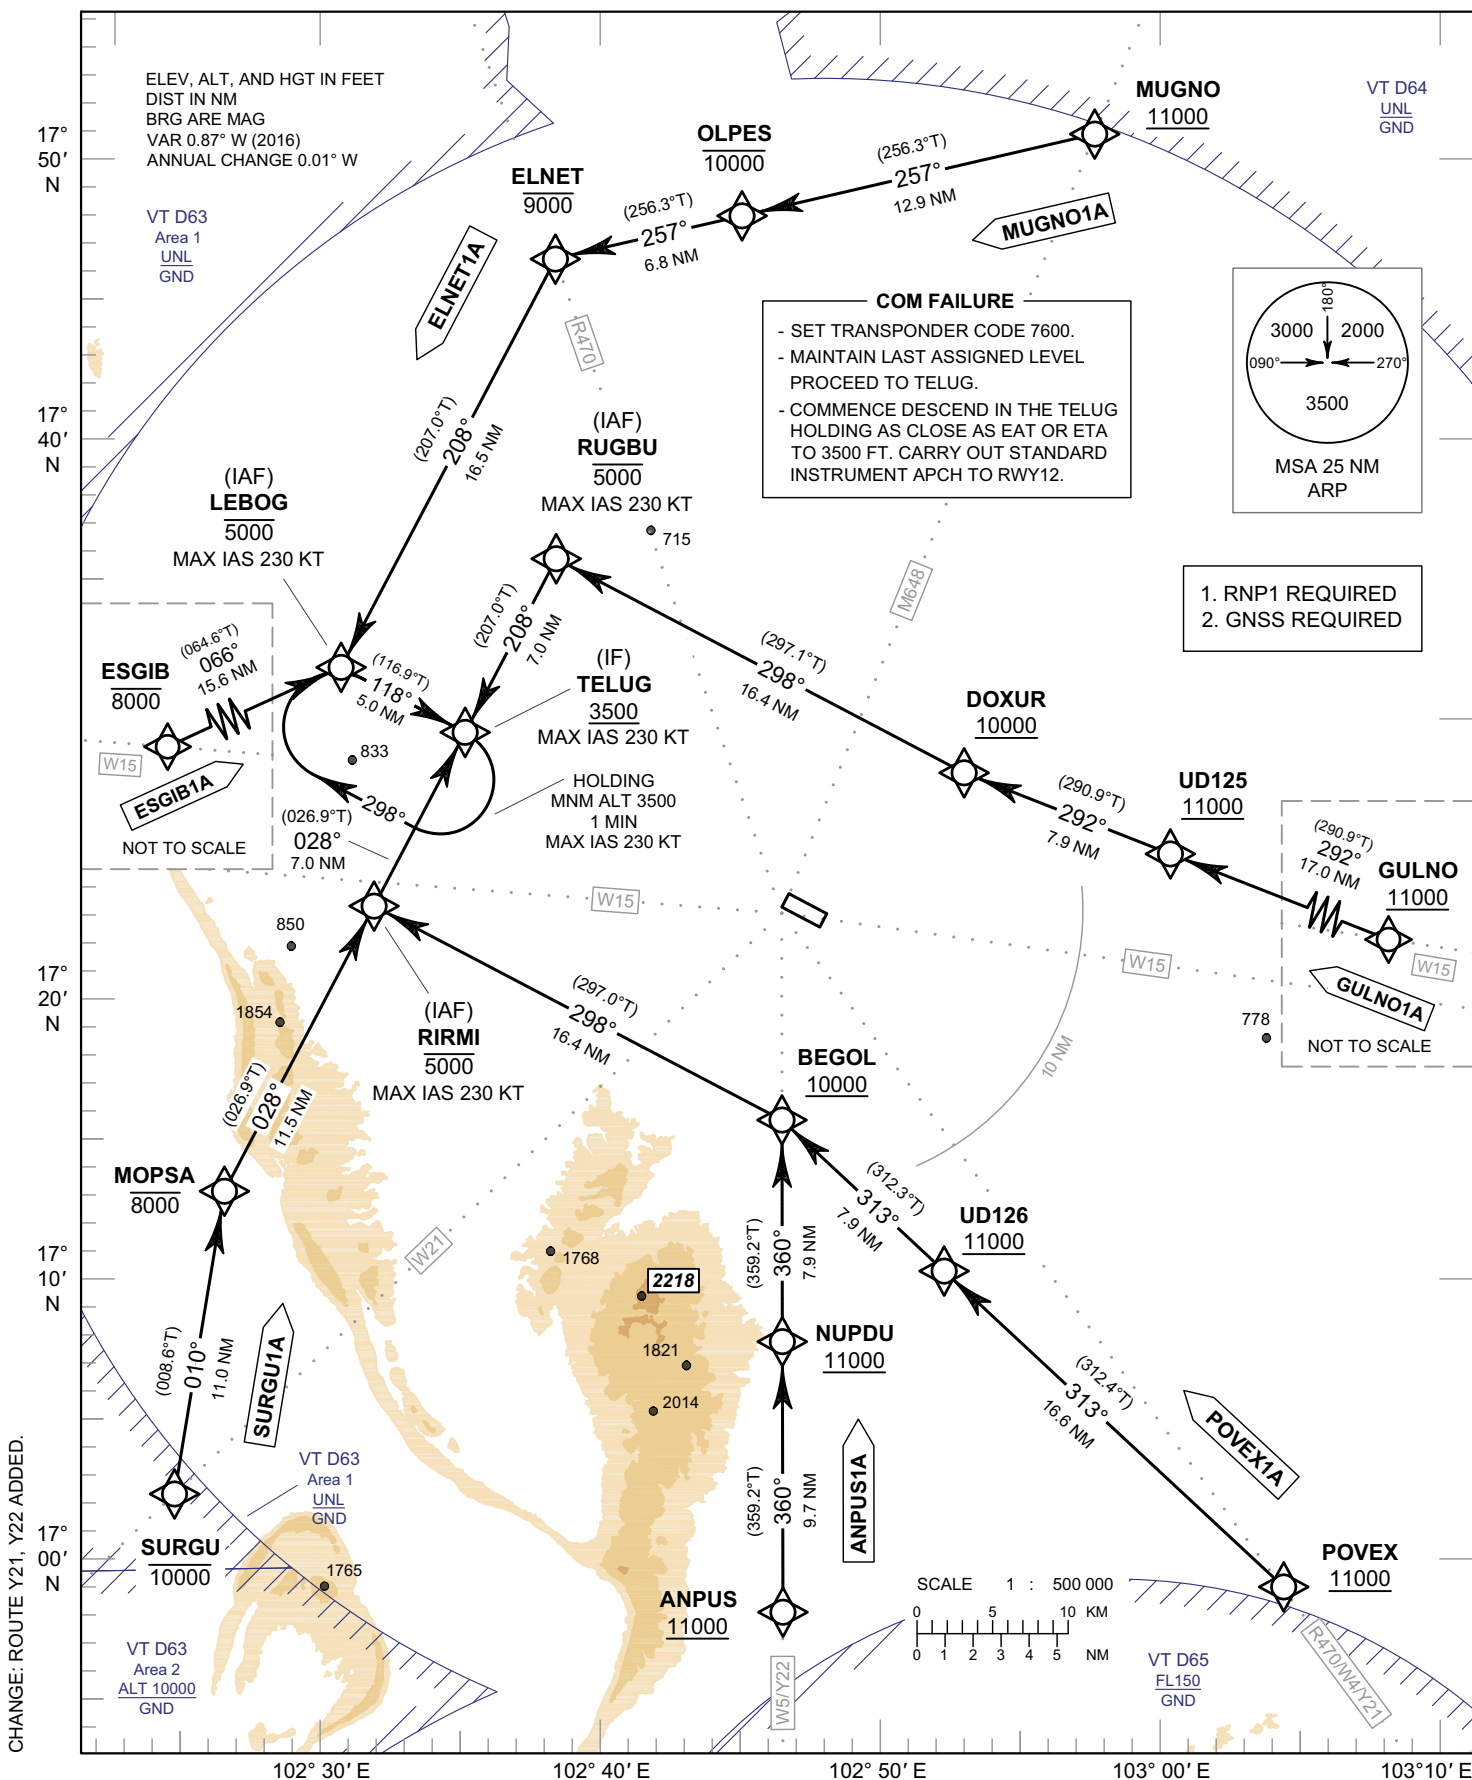 ELEV, ALT, AND HGT IN FEET
DIST IN NM
BRG ARE MAG
VAR 0.87° W (2016)
ANNUAL CHANGE 0.01° W
VT D63
Area 1
UNL
GND
17°
50′
N
ELNET
9000
OLPES
10000
MUGNO
11000
VT D64
UNL
GND
(256.3°T)
257°
12.9 NM
(256.3°T)
257°
6.8 NM
MUGNO1A
ELNET1A
R470
COM FAILURE
- SET TRANSPONDER CODE 7600.
- MAINTAIN LAST ASSIGNED LEVEL
PROCEED TO TELUG.
- COMMENCE DESCEND IN THE TELUG
HOLDING AS CLOSE AS EAT OR ETA
TO 3500 FT. CARRY OUT STANDARD
INSTRUMENT APCH TO RWY12.
180°
3000
2000
090°
270°
3500
MSA 25 NM
ARP
17°
40′
N
(207.0°T)
208°
16.5 NM
(IAF)
RUGBU
5000
MAX IAS 230 KT
715
(IAF)
LEBOG
5000
MAX IAS 230 KT
M648
1. RNP1 REQUIRED
2. GNSS REQUIRED
(207.0°T)
208°
7.0 NM
ESGIB
8000
(064.6°T)
066°
15.6 NM
W15
ESGIB1A
NOT TO SCALE
(116.9°T)
118°
5.0 NM
(IF)
TELUG
3500
MAX IAS 230 KT
833
298°
HOLDING
MNM ALT 3500
1 MIN
MAX IAS 230 KT
(026.9°T)
028°
7.0 NM
(297.1°T)
298°
16.4 NM
DOXUR
10000
(290.9°T)
292°
7.9 NM
UD125
11000
(290.9°T)
292°
17.0 NM
GULNO
11000
W15
GULNO1A
NOT TO SCALE
W15
W15
850
17°
20′
N
1854
(IAF)
RIRMI
5000
MAX IAS 230 KT
(297.0°T)
298°
16.4 NM
10 NM
778
BEGOL
10000
(026.9°T)
028°
11.5 NM
MOPSA
8000
(312.3°T)
313°
7.9 NM
UD126
11000
17°
10′
N
W21
1768
2218
1821
2014
(359.2°T)
360°
7.9 NM
NUPDU
11000
(008.6°T)
010°
11.0 NM
SURGU1A
(312.4°T)
313°
16.6 NM
POVEX1A
VT D63
Area 1
UNL
GND
(359.2°T)
360°
9.7 NM
ANPUS1A
17°
00′
N
SURGU
10000
1765
ANPUS
11000
POVEX
11000
SCALE 1 : 500 000
0 5 10 KM
0 1 2 3 4 5 NM
VT D63
Area 2
ALT 10000
GND
W5/Y22
VT D65
FL150
GND
R470/W4/Y21
CHANGE: ROUTE Y21, Y22 ADDED.
102° 30′ E
102° 40′ E
102° 50′ E
103° 00′ E
103°10′ E